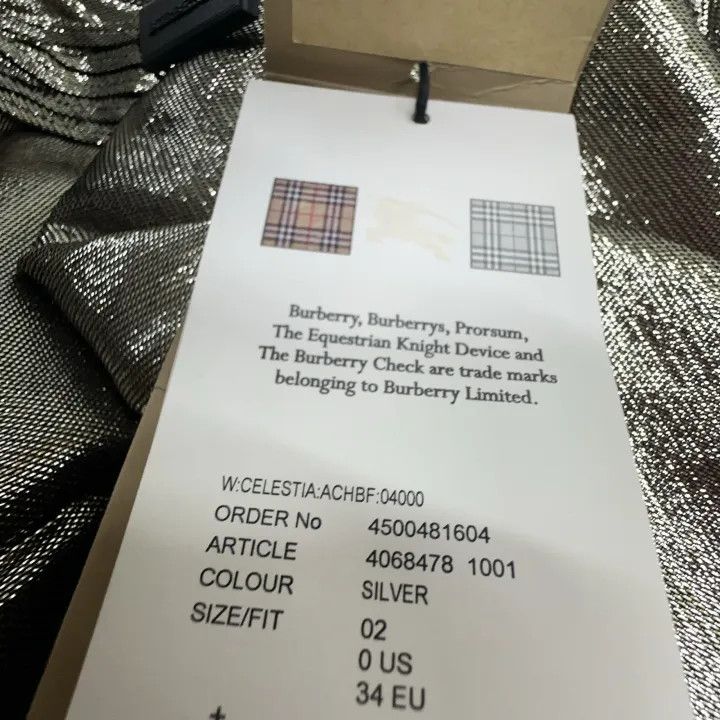 Burberry, Burberrys, Prorsum,
The Equestrian Knight Device and
The Burberry Check are trade marks
belonging to Burberry Limited.
W:CELESTIA:ACHBF:04000
ORDER No 4500481604
ARTICLE 4068478 1001
COLOUR SILVER
SIZE/FIT 02
0 US
34 EU